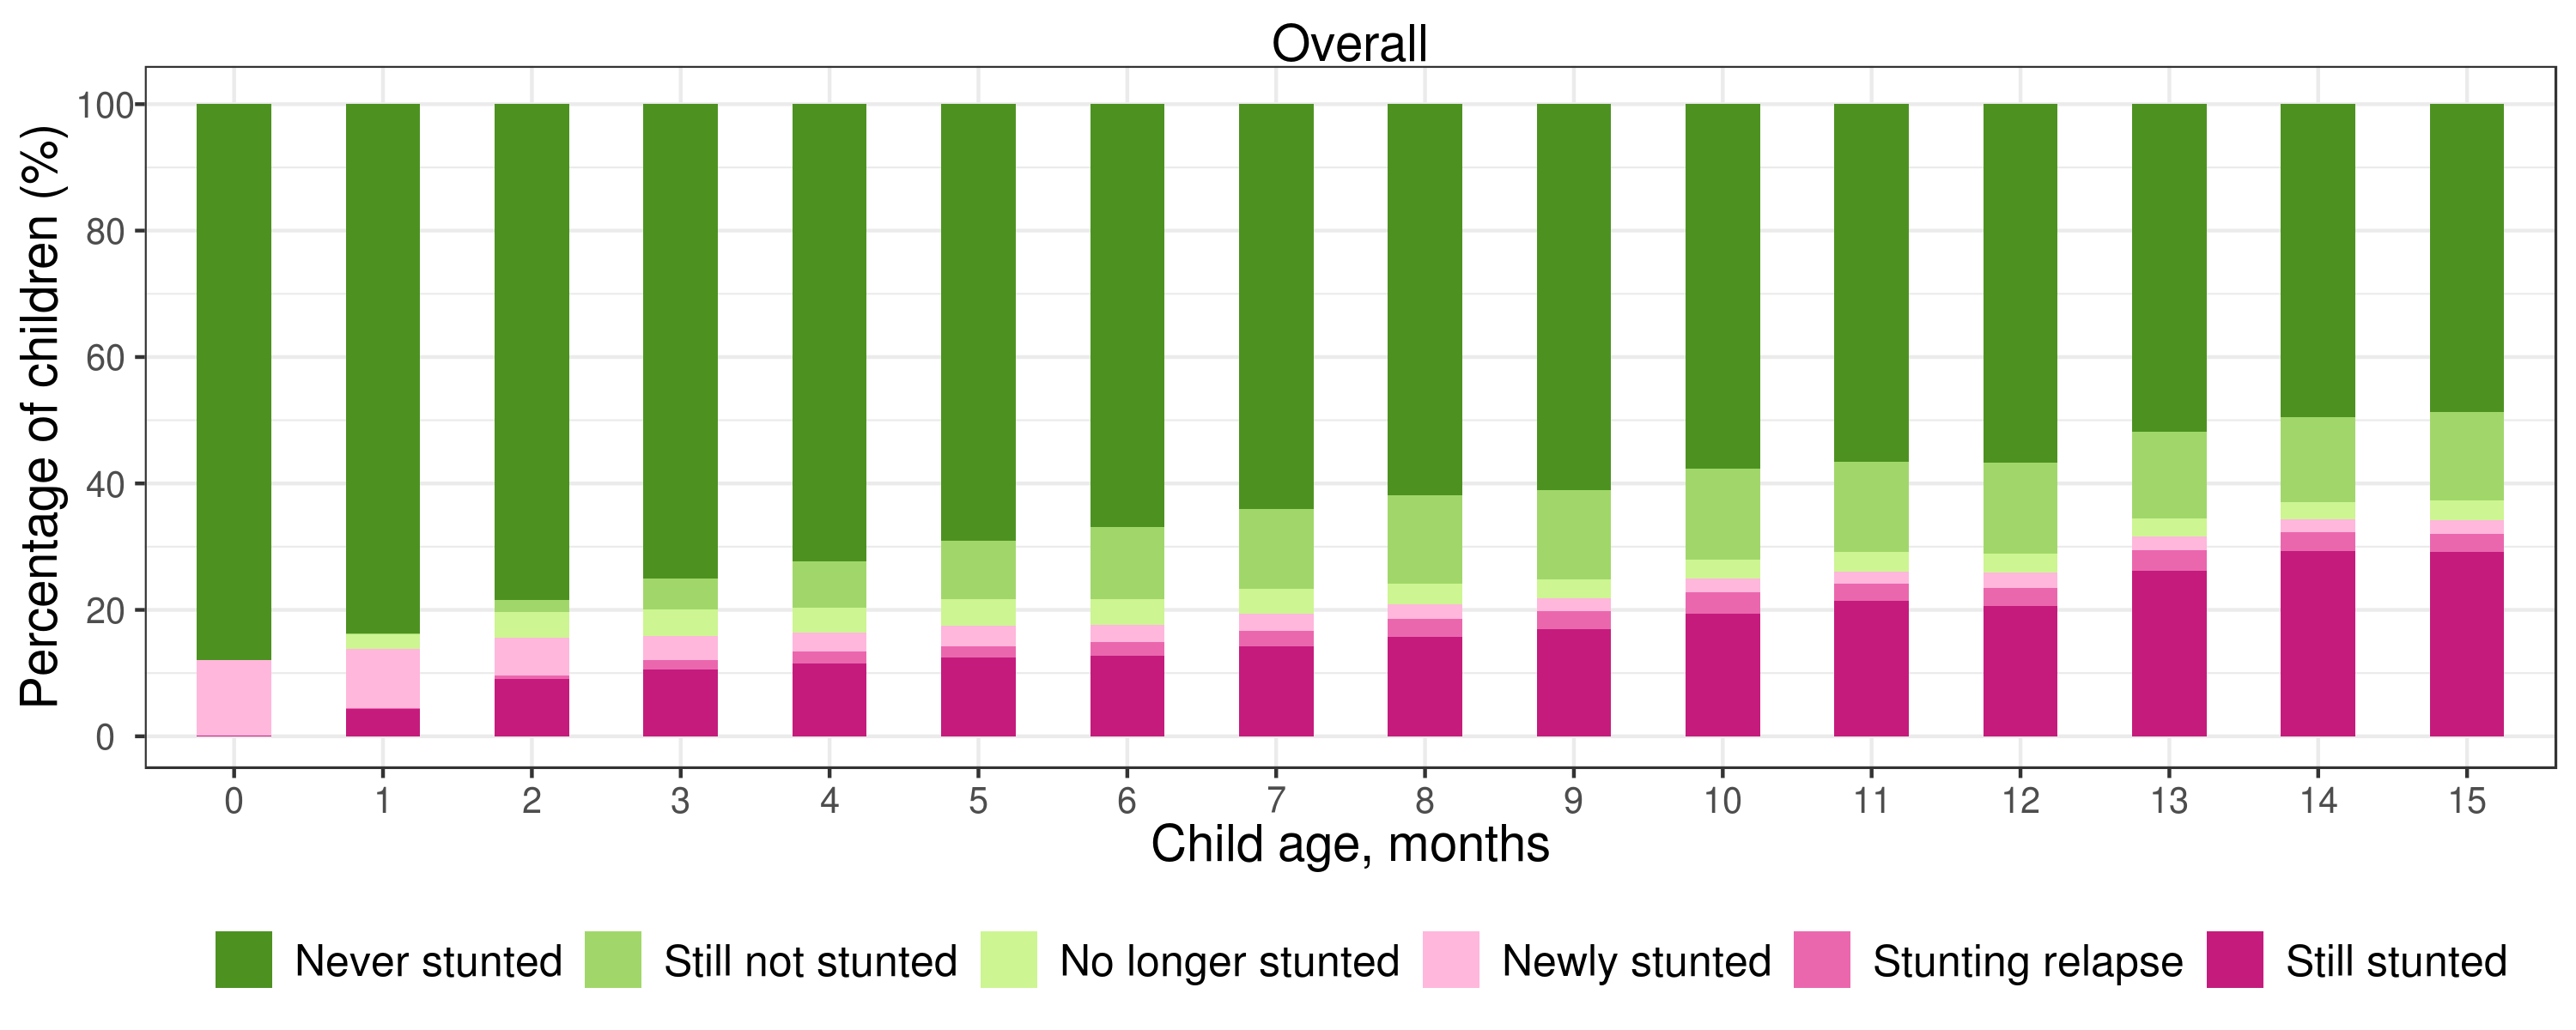 Overall
Percentage of children (%)
100
80
60
40
20
0
0 1 2 3 4 5 6 7 8 9 10 11 12 13 14 15
Child age, months
Never stunted Still not stunted No longer stunted Newly stunted Stunting relapse Still stunted